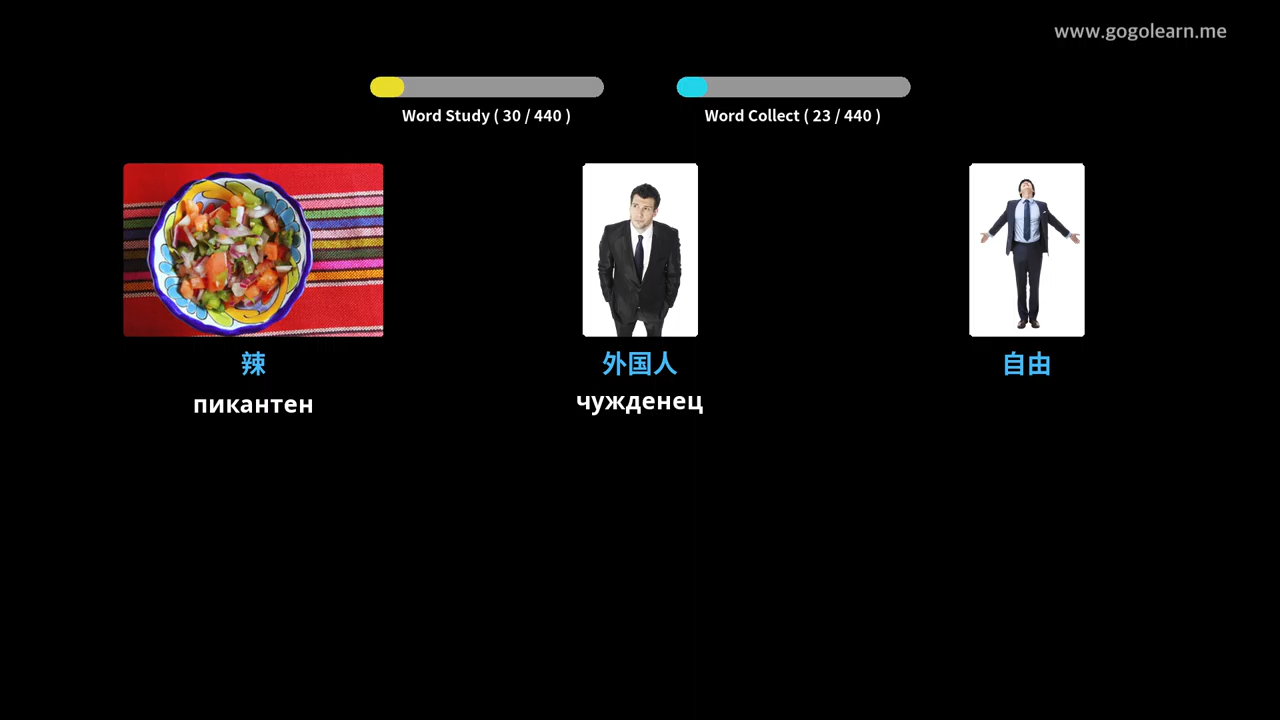 www.gogolearn.me
Word Study ( 30 / 440 )
Word Collect ( 23 / 440 )
辣
外国人
自由
пикантен
чужденец